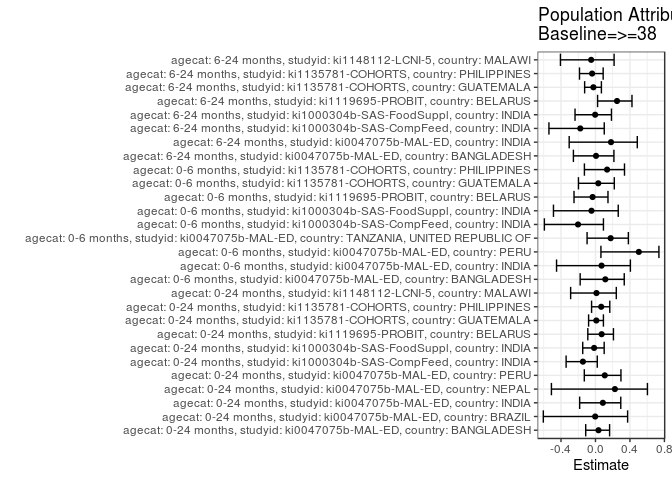 Population Attribu
Baseline=>=38
agecat: 6-24 months, studyid: ki1148112-LCNI-5, country: MALAWI
agecat: 6-24 months, studyid: ki1135781-COHORTS, country: PHILIPPINES
agecat: 6-24 months, studyid: ki1135781-COHORTS, country: GUATEMALA
agecat: 6-24 months, studyid: ki1119695-PROBIT, country: BELARUS
agecat: 6-24 months, studyid: ki1000304b-SAS-FoodSuppl, country: INDIA
agecat: 6-24 months, studyid: ki1000304b-SAS-CompFeed, country: INDIA
agecat: 6-24 months, studyid: ki0047075b-MAL-ED, country: INDIA
agecat: 6-24 months, studyid: ki0047075b-MAL-ED, country: BANGLADESH
agecat: 0-6 months, studyid: ki1135781-COHORTS, country: PHILIPPINES
agecat: 0-6 months, studyid: ki1135781-COHORTS, country: GUATEMALA
agecat: 0-6 months, studyid: ki1119695-PROBIT, country: BELARUS
agecat: 0-6 months, studyid: ki1000304b-SAS-FoodSuppl, country: INDIA
agecat: 0-6 months, studyid: ki1000304b-SAS-CompFeed, country: INDIA
agecat: 0-6 months, studyid: ki0047075b-MAL-ED, country: TANZANIA, UNITED REPUBLIC OF
agecat: 0-6 months, studyid: ki0047075b-MAL-ED, country: PERU
agecat: 0-6 months, studyid: ki0047075b-MAL-ED, country: INDIA
agecat: 0-6 months, studyid: ki0047075b-MAL-ED, country: BANGLADESH
agecat: 0-24 months, studyid: ki1148112-LCNI-5, country: MALAWI
agecat: 0-24 months, studyid: ki1135781-COHORTS, country: PHILIPPINES
agecat: 0-24 months, studyid: ki1135781-COHORTS, country: GUATEMALA
agecat: 0-24 months, studyid: ki1119695-PROBIT, country: BELARUS
agecat: 0-24 months, studyid: ki1000304b-SAS-FoodSuppl, country: INDIA
agecat: 0-24 months, studyid: ki1000304b-SAS-CompFeed, country: INDIA
agecat: 0-24 months, studyid: ki0047075b-MAL-ED, country: PERU
agecat: 0-24 months, studyid: ki0047075b-MAL-ED, country: NEPAL
agecat: 0-24 months, studyid: ki0047075b-MAL-ED, country: INDIA
agecat: 0-24 months, studyid: ki0047075b-MAL-ED, country: BRAZIL
agecat: 0-24 months, studyid: ki0047075b-MAL-ED, country: BANGLADESH
-0.4 0.0 0.4 0.8
Estimate